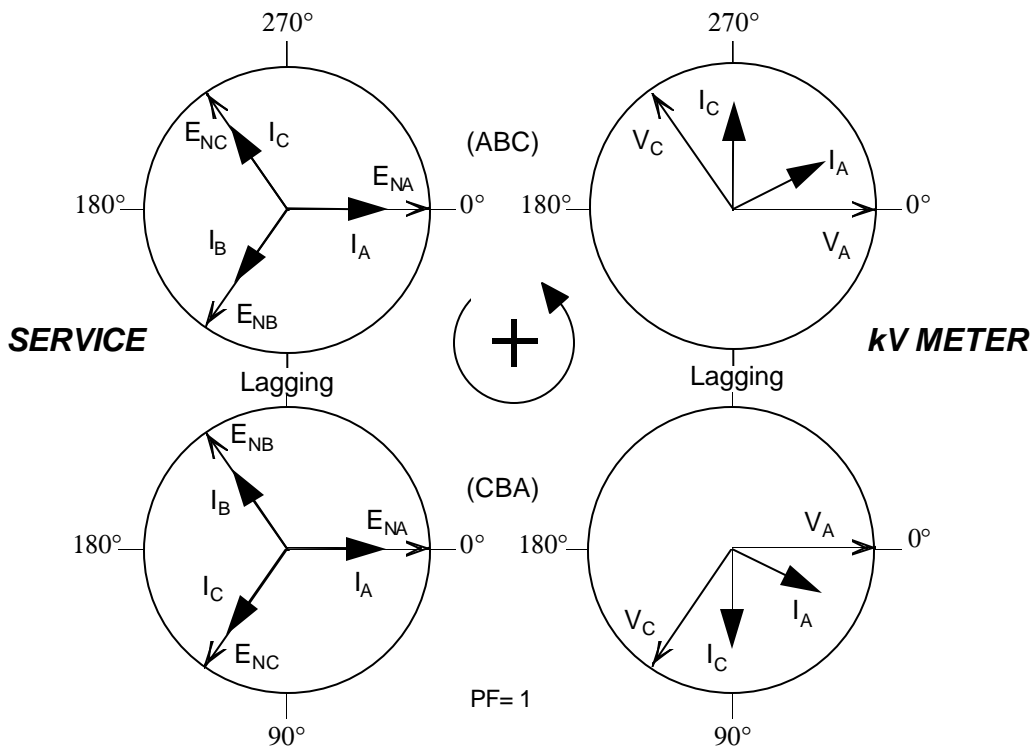 270°
270°
E_NC
I_C
(ABC)
I_C
V_C
I_A
E_NA
180°
0°
180°
0°
I_B
I_A
V_A
E_NB
SERVICE
+
kV METER
Lagging
Lagging
E_NB
(CBA)
I_B
E_NA
V_A
180°
0°
180°
0°
I_C
I_A
V_C
I_A
E_NC
I_C
PF= 1
90°
90°